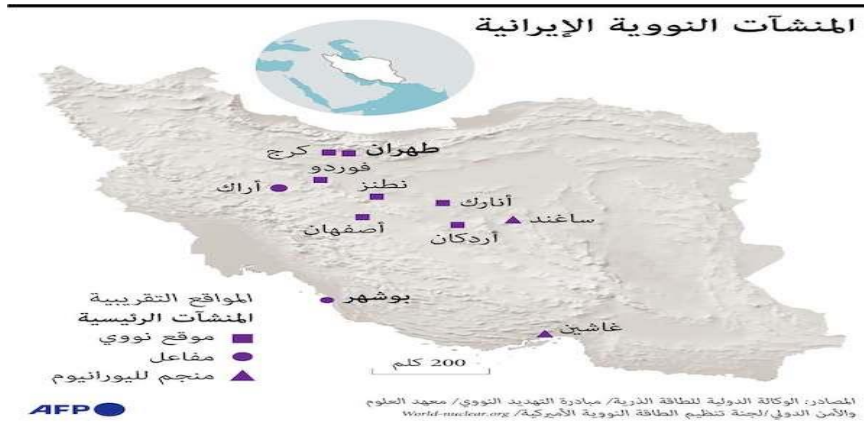 المنشآت النووية الإيرانية
كرج
طهران
فوردو
أراك
نطنز
أنارك
أصفهان
أردكان
ساغند
بوشهر
غاشين
المواقع التقريبية
المنشآت الرئيسية
موقع نووي
مفاعل
منجم لليورانيوم
200 كلم
المصادر: الوكالة الدولية للطاقة الذرية/ مبادرة التهديد النووي/ معهد العلوم
والأمن الدولي/لجنة تنظيم الطاقة النووية الأميركية/ World-nuclear.org
AFP